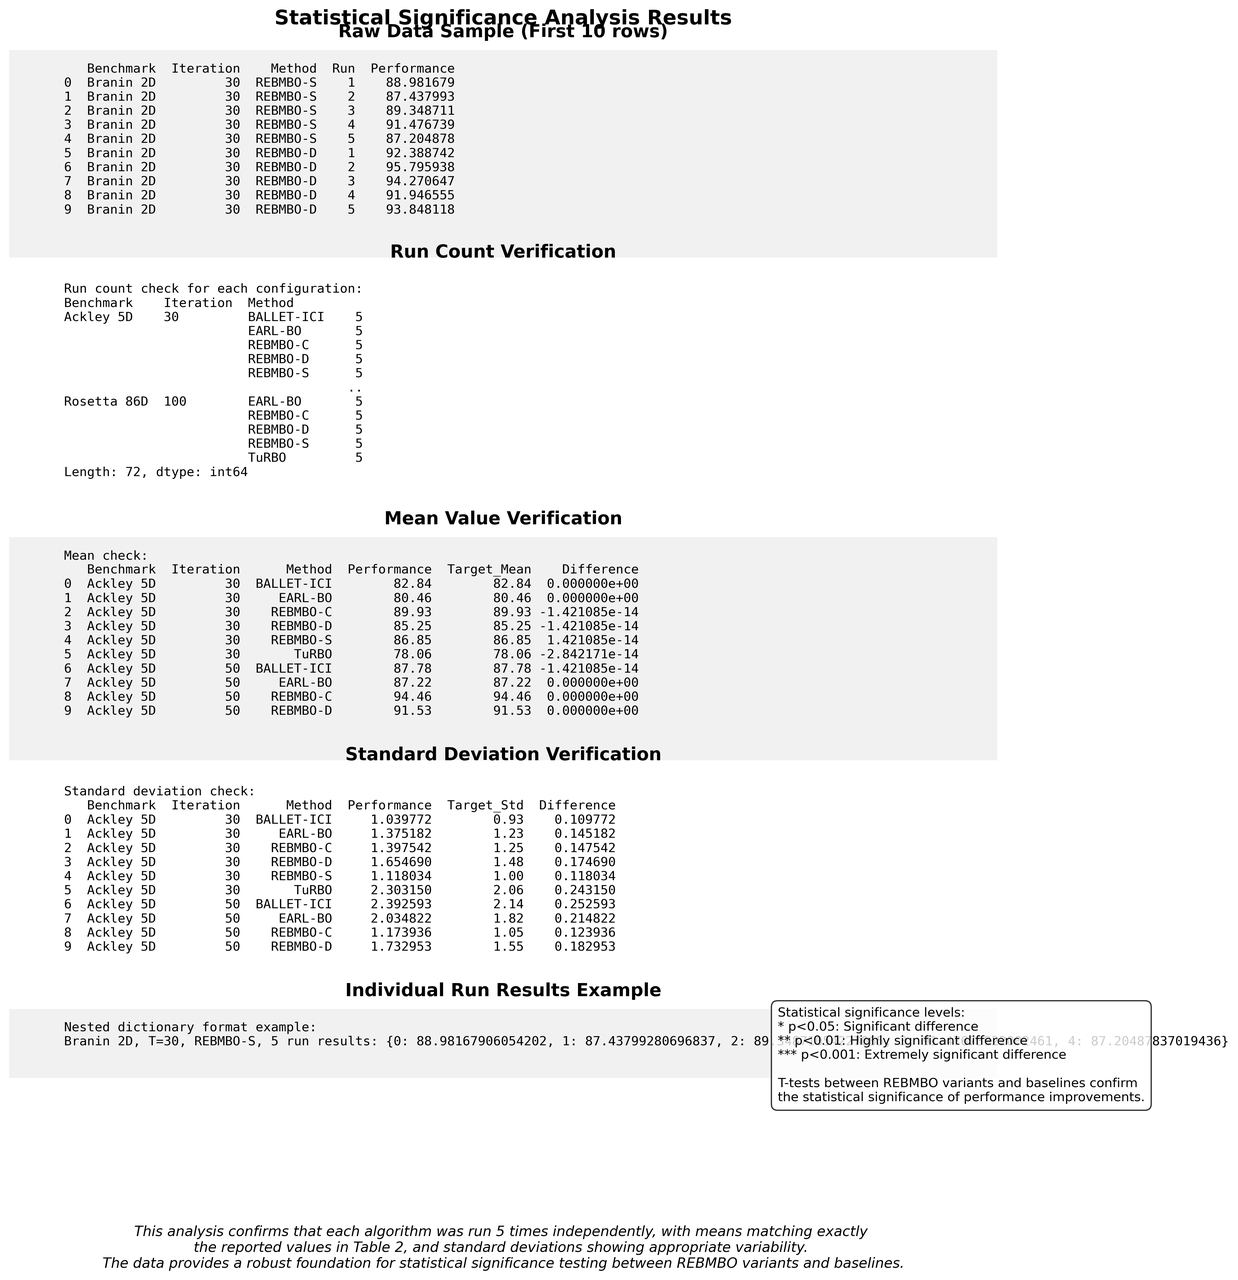 Statistical Significance Analysis Results
Raw Data Sample (First 10 rows)
Benchmark Iteration Method Run Performance
0 Branin 2D 30 REBMBO-S 1 88.981679
1 Branin 2D 30 REBMBO-S 2 87.437993
2 Branin 2D 30 REBMBO-S 3 89.348711
3 Branin 2D 30 REBMBO-S 4 91.476739
4 Branin 2D 30 REBMBO-S 5 87.204878
5 Branin 2D 30 REBMBO-D 1 92.388742
6 Branin 2D 30 REBMBO-D 2 95.795938
7 Branin 2D 30 REBMBO-D 3 94.270647
8 Branin 2D 30 REBMBO-D 4 91.946555
9 Branin 2D 30 REBMBO-D 5 93.848118
Run Count Verification
Run count check for each configuration:
Benchmark Iteration Method
Ackley 5D 30 BALLET-ICI 5
EARL-BO 5
REBMBO-C 5
REBMBO-D 5
REBMBO-S 5
..
Rosetta 86D 100 EARL-BO 5
REBMBO-C 5
REBMBO-D 5
REBMBO-S 5
TuRBO 5
Length: 72, dtype: int64
Mean Value Verification
Mean check:
Benchmark Iteration Method Performance Target_Mean Difference
0 Ackley 5D 30 BALLET-ICI 82.84 82.84 0.000000e+00
1 Ackley 5D 30 EARL-BO 80.46 80.46 0.000000e+00
2 Ackley 5D 30 REBMBO-C 89.93 89.93 -1.421085e-14
3 Ackley 5D 30 REBMBO-D 85.25 85.25 -1.421085e-14
4 Ackley 5D 30 REBMBO-S 86.85 86.85 1.421085e-14
5 Ackley 5D 30 TuRBO 78.06 78.06 -2.842171e-14
6 Ackley 5D 50 BALLET-ICI 87.78 87.78 -1.421085e-14
7 Ackley 5D 50 EARL-BO 87.22 87.22 0.000000e+00
8 Ackley 5D 50 REBMBO-C 94.46 94.46 0.000000e+00
9 Ackley 5D 50 REBMBO-D 91.53 91.53 0.000000e+00
Standard Deviation Verification
Standard deviation check:
Benchmark Iteration Method Performance Target_Std Difference
0 Ackley 5D 30 BALLET-ICI 1.039772 0.93 0.109772
1 Ackley 5D 30 EARL-BO 1.375182 1.23 0.145182
2 Ackley 5D 30 REBMBO-C 1.397542 1.25 0.147542
3 Ackley 5D 30 REBMBO-D 1.654690 1.48 0.174690
4 Ackley 5D 30 REBMBO-S 1.118034 1.00 0.118034
5 Ackley 5D 30 TuRBO 2.303150 2.06 0.243150
6 Ackley 5D 50 BALLET-ICI 2.392593 2.14 0.252593
7 Ackley 5D 50 EARL-BO 2.034822 1.82 0.214822
8 Ackley 5D 50 REBMBO-C 1.173936 1.05 0.123936
9 Ackley 5D 50 REBMBO-D 1.732953 1.55 0.182953
Individual Run Results Example
Nested dictionary format example:
Branin 2D, T=30, REBMBO-S, 5 run results: {0: 88.98167906054202, 1: 87.43799280696837, 2: 4: 87.20487837019436}
Statistical significance levels:
* p<0.05: Significant difference
** p<0.01: Highly significant difference
*** p<0.001: Extremely significant difference
T-tests between REBMBO variants and baselines confirm
the statistical significance of performance improvements.
This analysis confirms that each algorithm was run 5 times independently, with means matching exactly
the reported values in Table 2, and standard deviations showing appropriate variability.
The data provides a robust foundation for statistical significance testing between REBMBO variants and baselines.